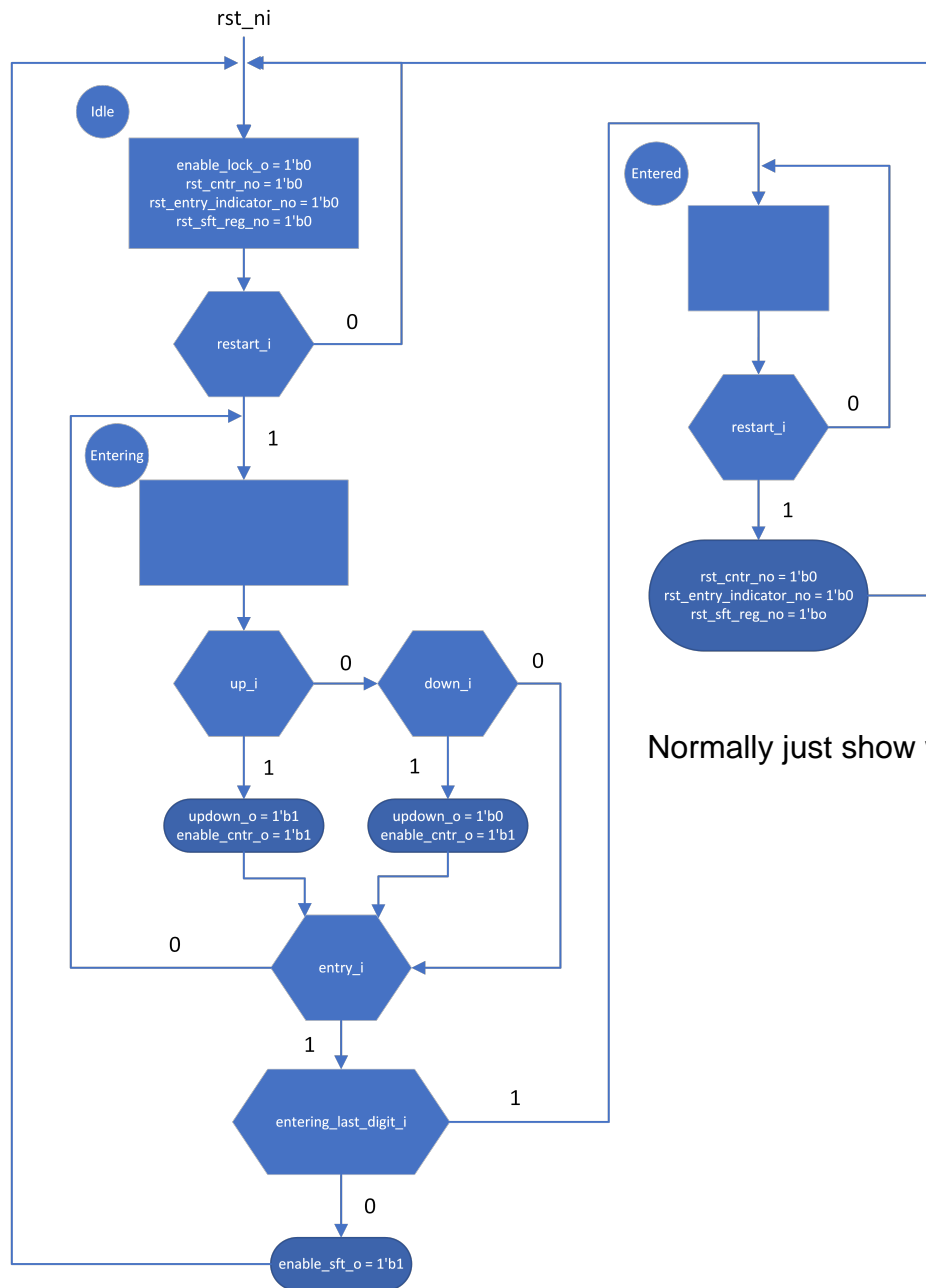 rst_ni
Idle
enable_lock_o = 1'b0
rst_cntr_no = 1'b0
rst_entry_indicator_no = 1'b0
rst_sft_reg_no = 1'b0
restart_i
0
1
Entering
up_i
0
down_i
0
1
1
updown_o = 1'b1
enable_cntr_o = 1'b1
updown_o = 1'b0
enable_cntr_o = 1'b1
entry_i
0
1
entering_last_digit_i
1
0
enable_sft_o = 1'b1
Entered
restart_i
0
1
rst_cntr_no = 1'b0
rst_entry_indicator_no = 1'b0
rst_sft_reg_no = 1'bo
Normally just show